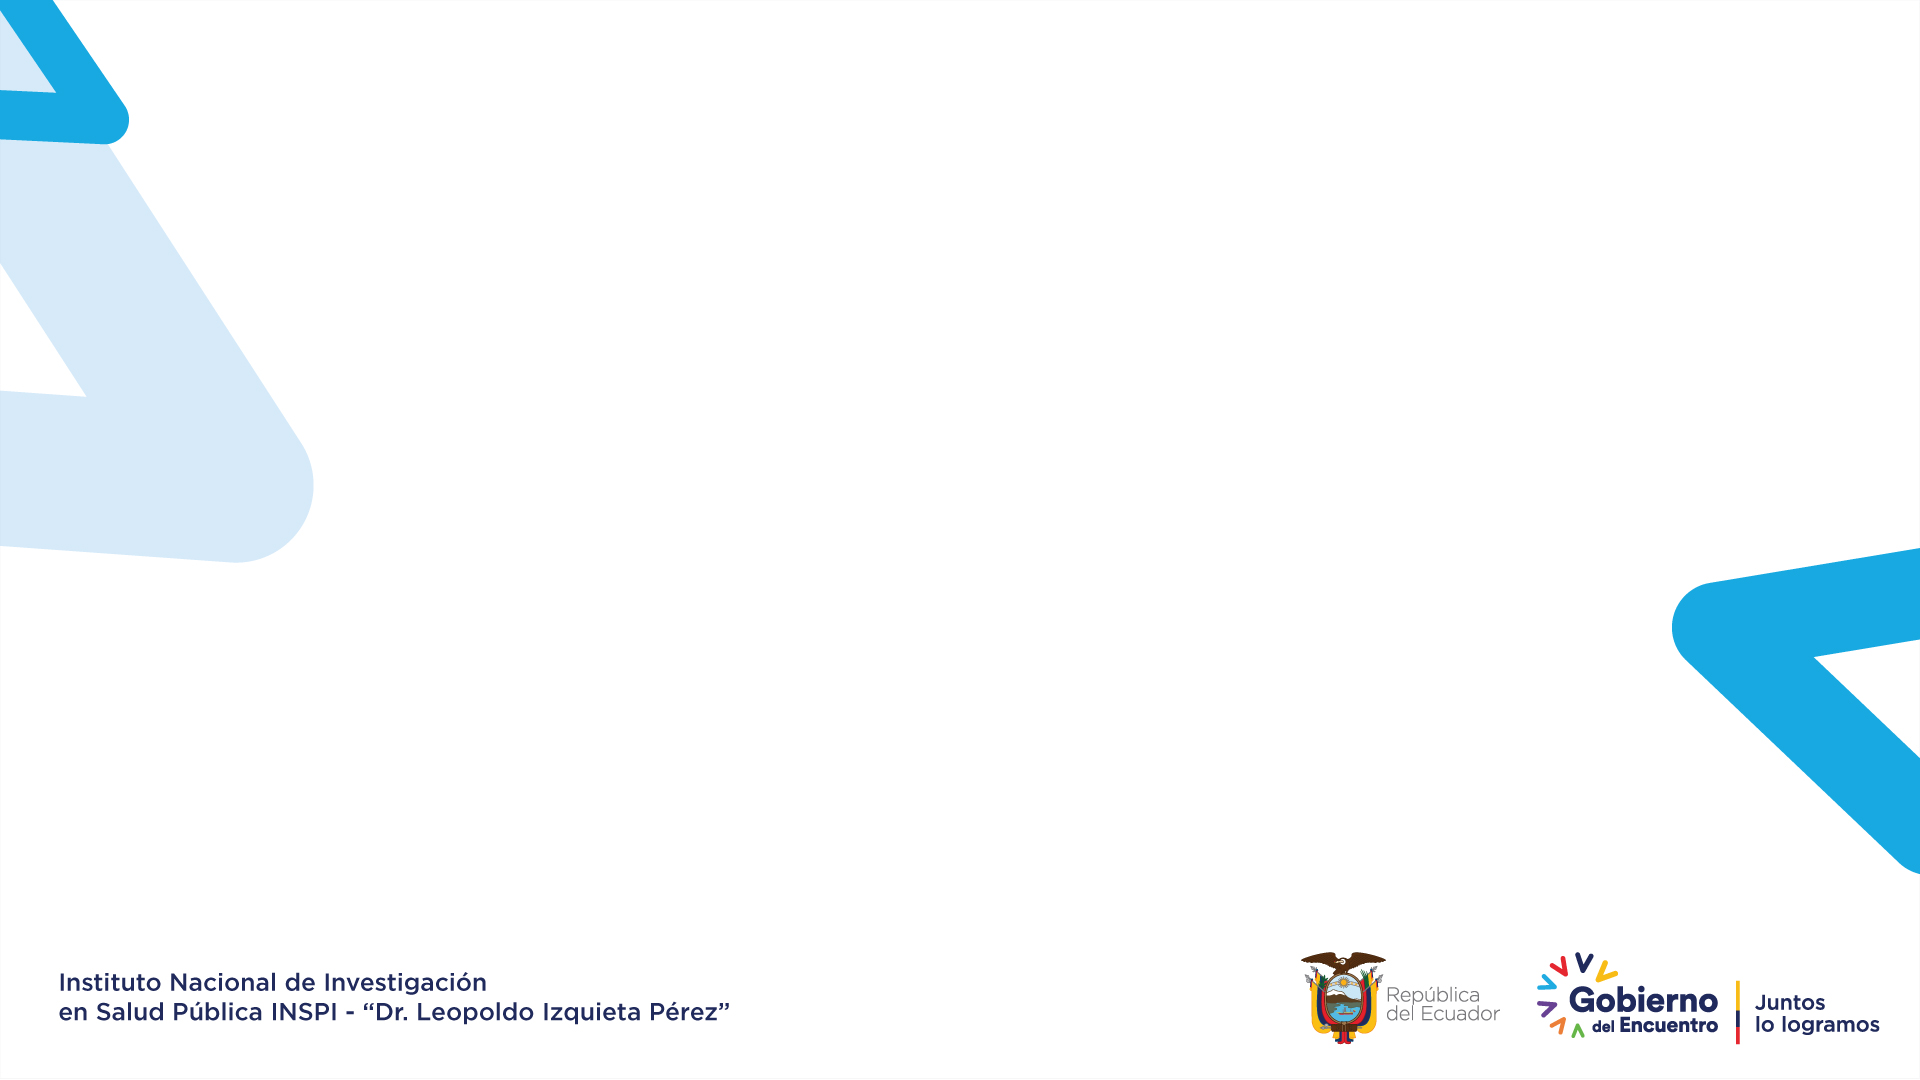 Instituto Nacional de Investigación
en Salud Pública INSPI - “Dr. Leopoldo Izquieta Pérez”
República
del Ecuador
Gobierno
del Encuentro
Juntos
lo logramos